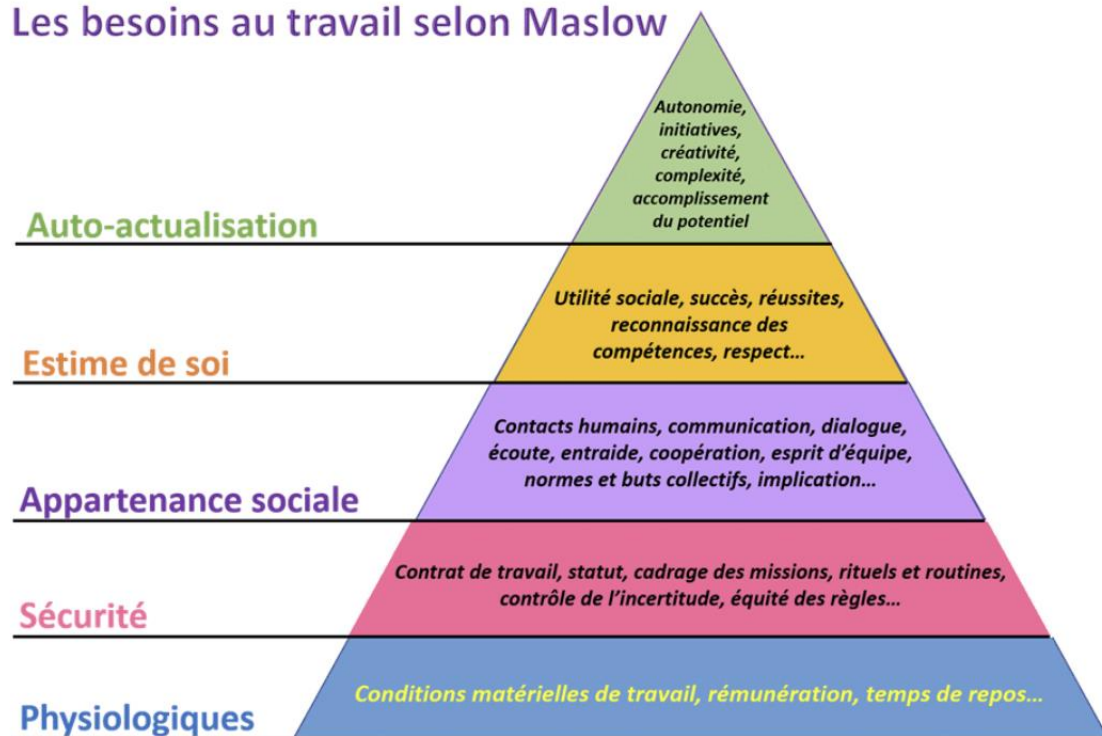 Les besoins au travail selon Maslow
Autonomie,
initiatives,
créativité,
complexité,
accomplissement
du potentiel
Auto-actualisation
Utilité sociale, succès, réussites,
reconnaissance des
compétences, respect...
Estime de soi
Contacts humains, communication, dialogue,
écoute, entraide, coopération, esprit d'équipe,
normes et buts collectifs, implication...
Appartenance sociale
Contrat de travail, statut, cadrage des missions, rituels et routines,
contrôle de l'incertitude, équité des règles...
Sécurité
Conditions matérielles de travail, rémunération, temps de repos...
Physiologiques